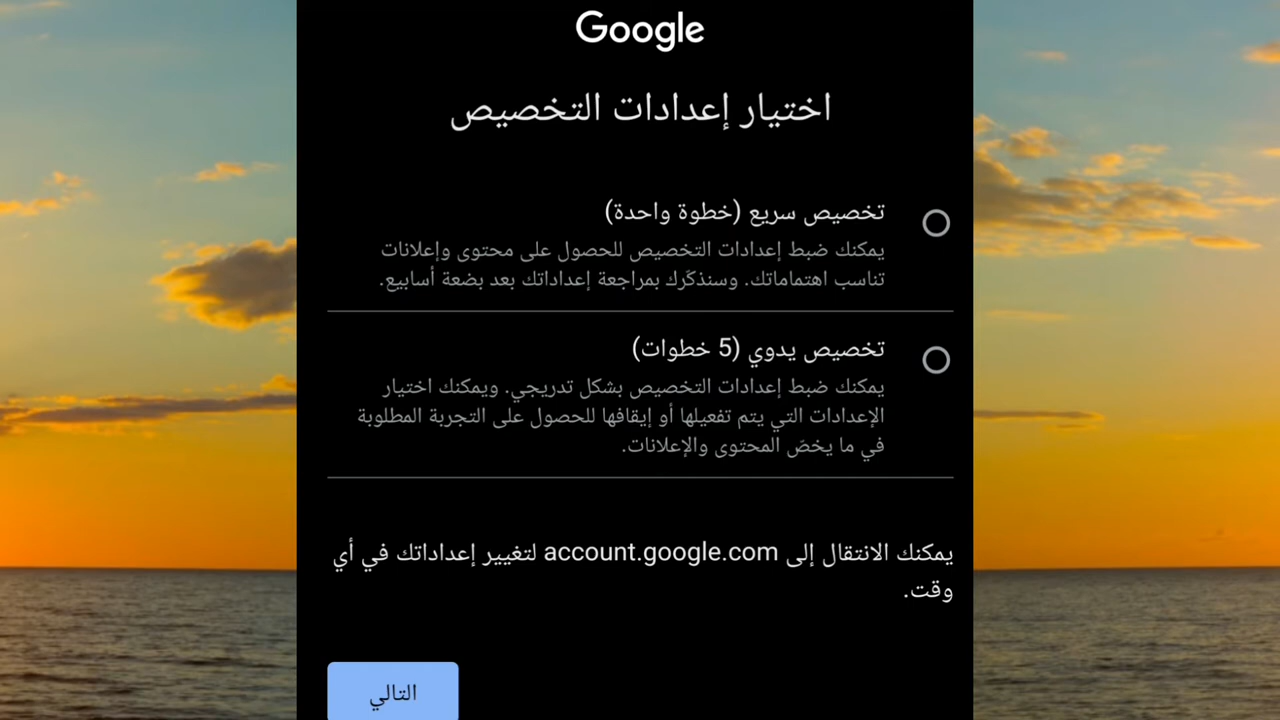 Google
اختيار إعدادات التخصيص
تخصيص سريع (خطوة واحدة)
يمكنك ضبط إعدادات التخصيص للحصول على محتوى وإعلانات
تناسب اهتماماتك. وسنذكّرك بمراجعة إعداداتك بعد بضعة أسابيع.
تخصيص يدوي (5 خطوات)
يمكنك ضبط إعدادات التخصيص بشكل تدريجي. ويمكنك اختيار
الإعدادات التي يتم تفعيلها أو إيقافها للحصول على التجربة المطلوبة
في ما يخصّ المحتوى والإعلانات.
يمكنك الانتقال إلى account.google.com لتغيير إعداداتك في أي
وقت.
التالي